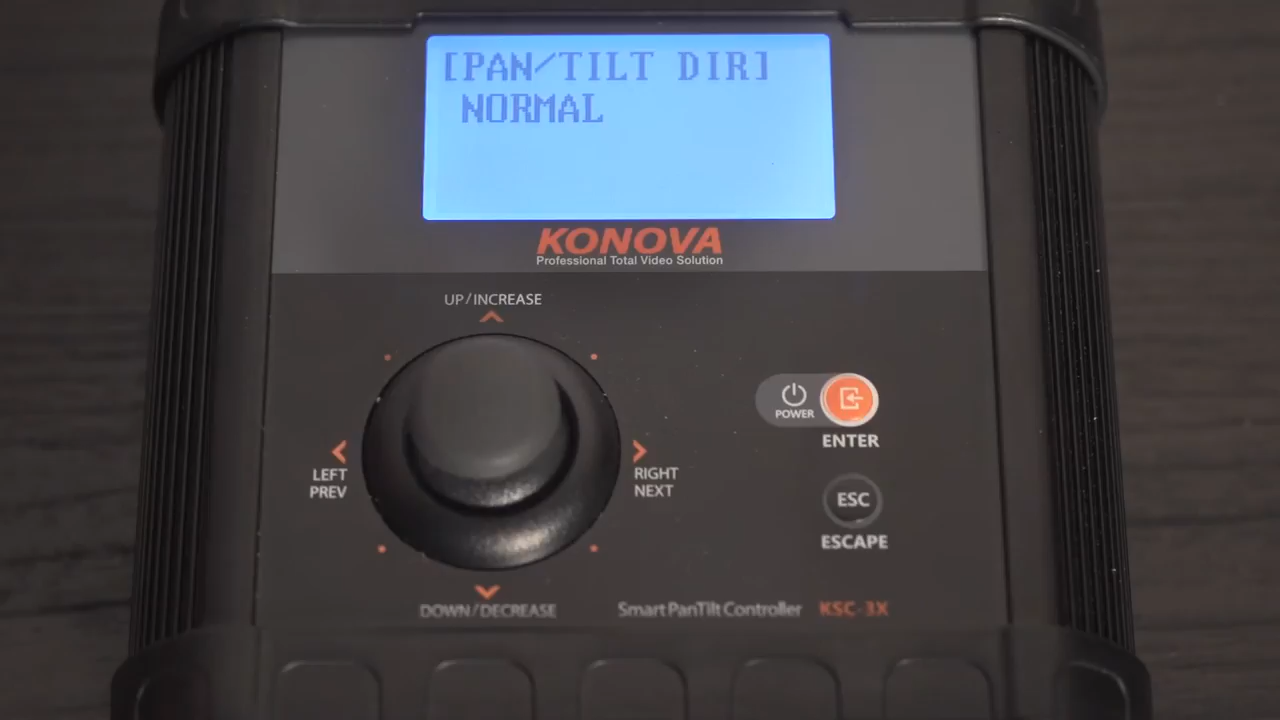 [PAN/TILT DIR]
NORMAL
KONOVA
Professional Total Video Solution
UP/INCREASE
POWER
ENTER
LEFT
PREV
RIGHT
NEXT
ESC
ESCAPE
DOWN/DECREASE
Smart PanTilt Controller KSC-3X